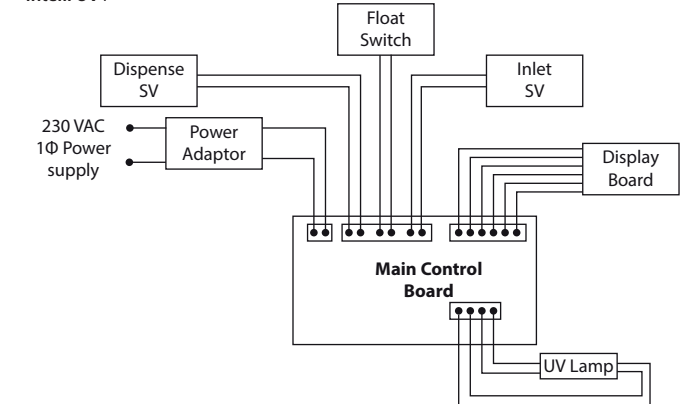 Float
Switch
Dispense
SV
Inlet
SV
230 VAC
1Φ Power
supply
Power
Adaptor
Display
Board
Main Control
Board
UV Lamp